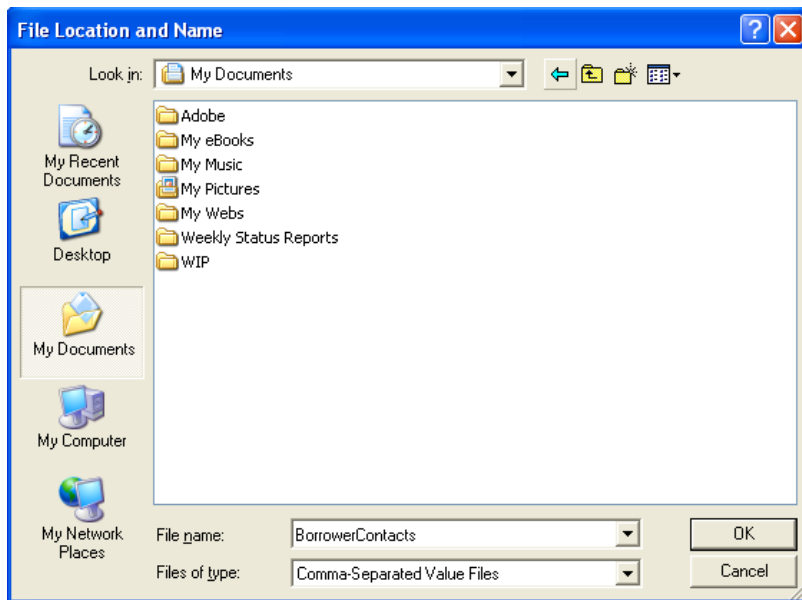 File Location and Name
Look in: My Documents
My Recent
Documents
Desktop
My Documents
My Computer
My Network
Places
Adobe
My eBooks
My Music
My Pictures
My Webs
Weekly Status Reports
WIP
File name: BorrowerContacts OK
Files of type: Comma-Separated Value Files Cancel